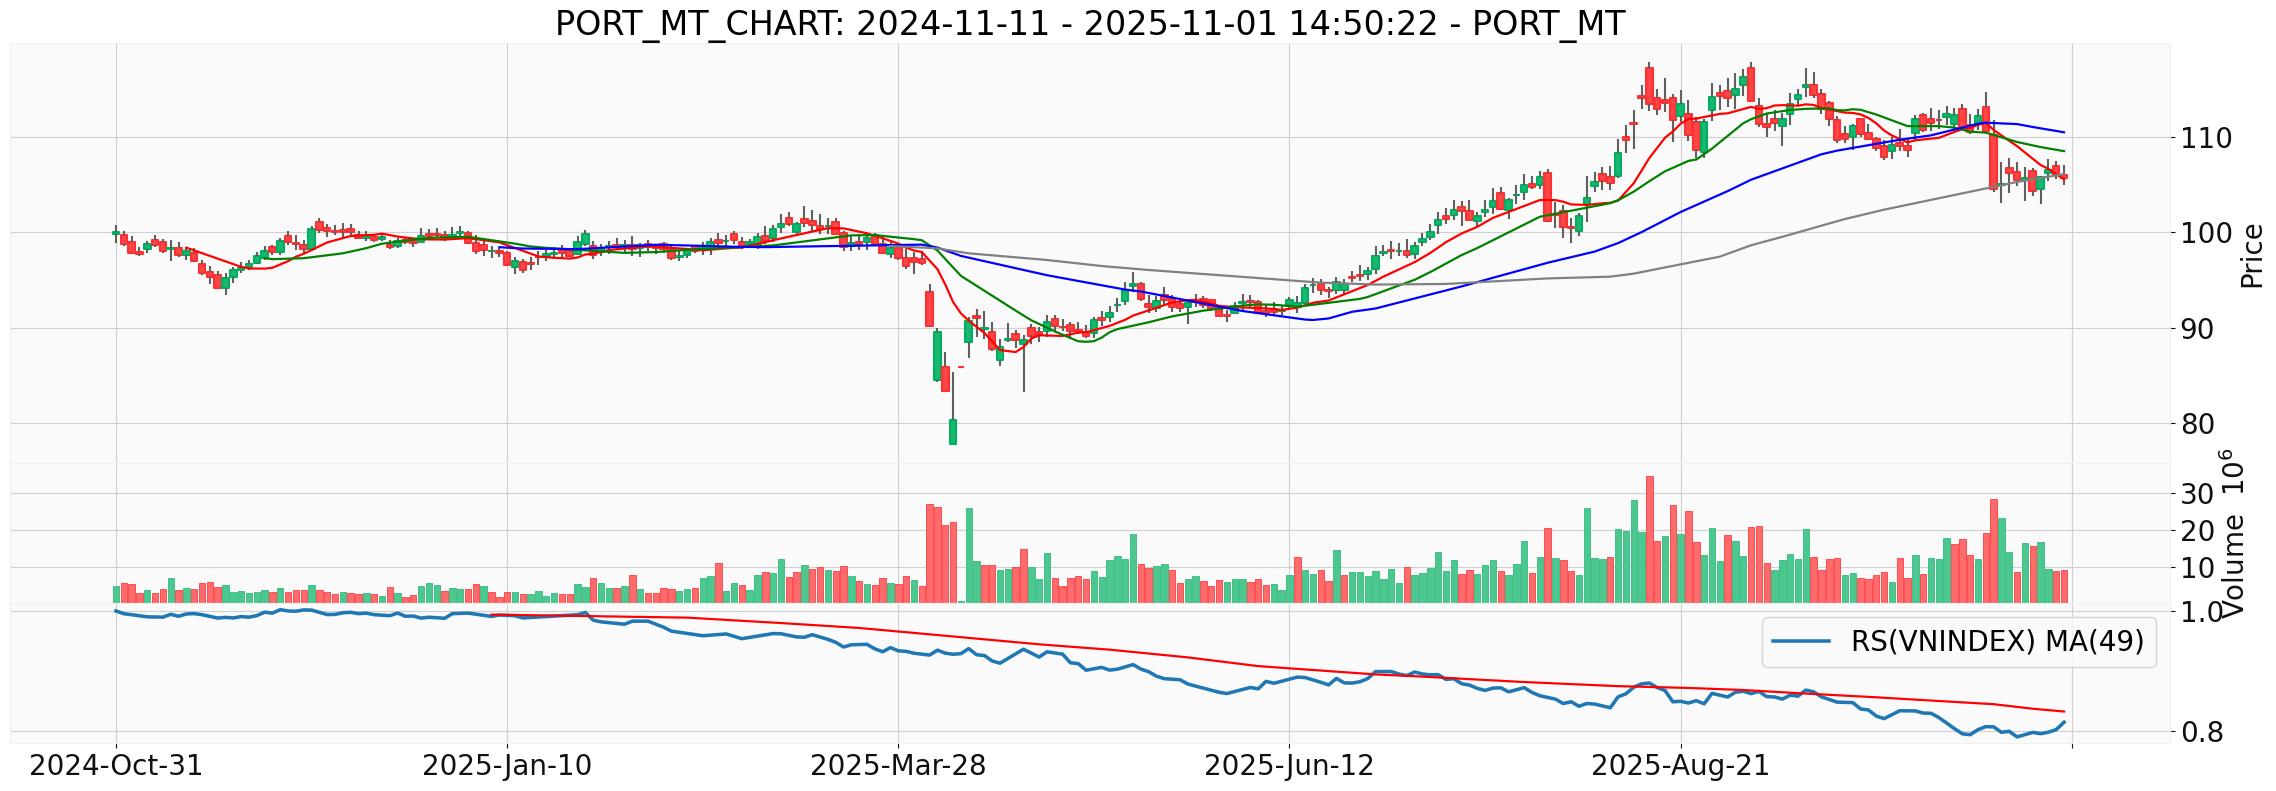 PORT_MT_CHART: 2024-11-11 - 2025-11-01 14:50:22 - PORT_MT
110
100
90
80
Price
30
20
10
Volume 10⁶
1.0
0.8
RS(VNINDEX) MA(49)
2024-Oct-31
2025-Jan-10
2025-Mar-28
2025-Jun-12
2025-Aug-21